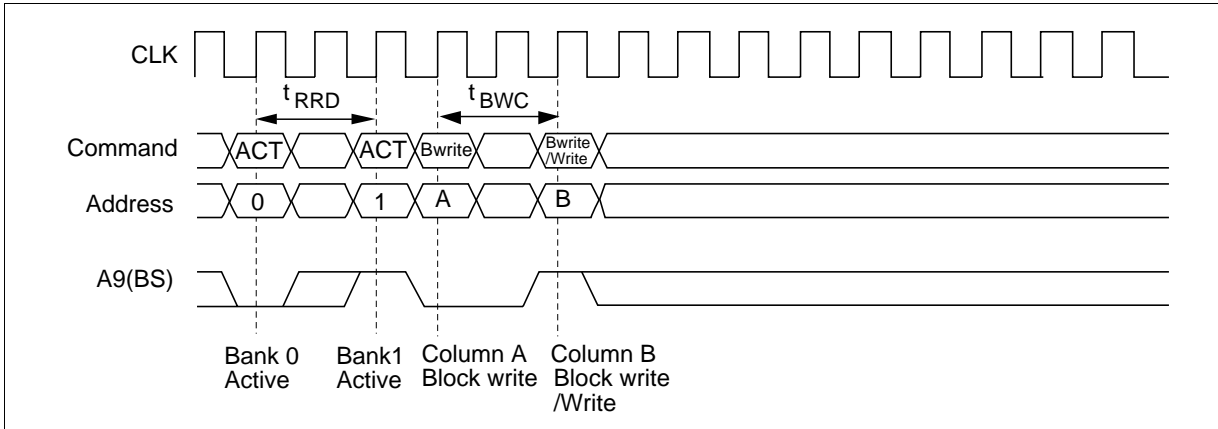 CLK
t RRD
t BWC
Command
ACT
ACT
Bwrite
Bwrite
/Write
Address
0
1
A
B
A9(BS)
Bank 0
Active
Bank1
Active
Column A
Block write
Column B
Block write
/Write